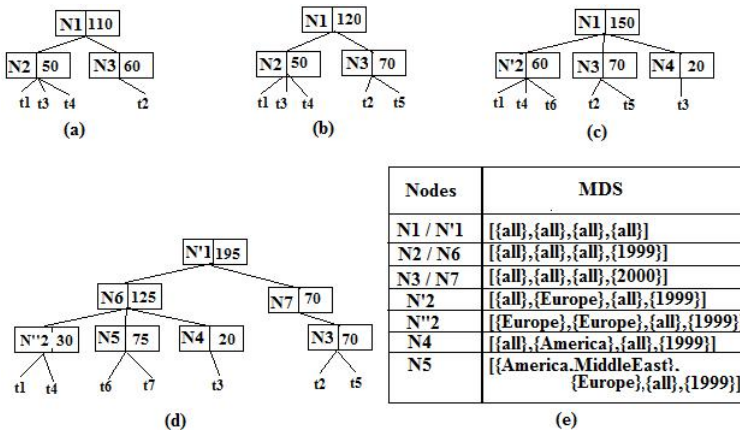 N1 110
N2 50 N3 60
t1 t3 t4 t2
(a)
N1 120
N2 50 N3 70
t1 t3 t4 t2 t5
(b)
N1 150
N'2 60 N3 70 N4 20
t1 t4 t6 t2 t5 t3
(c)
N'1 195
N6 125 N7 70
N"2 30 N5 75 N4 20 N3 70
t1 t4 t6 t7 t3 t2 t5
(d)
Nodes MDS
N1 / N'1 [{all},{all},{all},{all}]
N2 / N6 [{all},{all},{all},{1999}]
N3 / N7 [{all},{all},{all},{2000}]
N'2 [{all},{Europe},{all},{1999}]
N"2 [{Europe},{Europe},{all},{1999}
N4 [{all},{America},{all},{1999}]
N5 [{America.MiddleEast}.
{Europe},{all},{1999}]
(e)